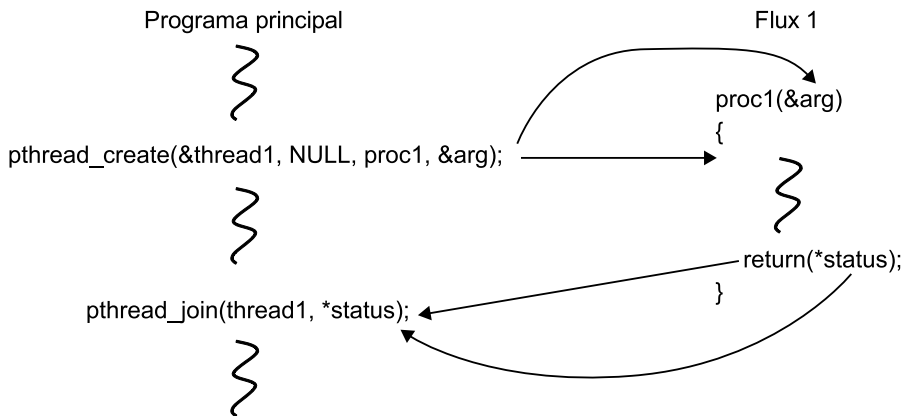 Programa principal
Flux 1
proc1(&arg)
{
pthread_create(&thread1, NULL, proc1, &arg);
return(*status);
}
pthread_join(thread1, *status);